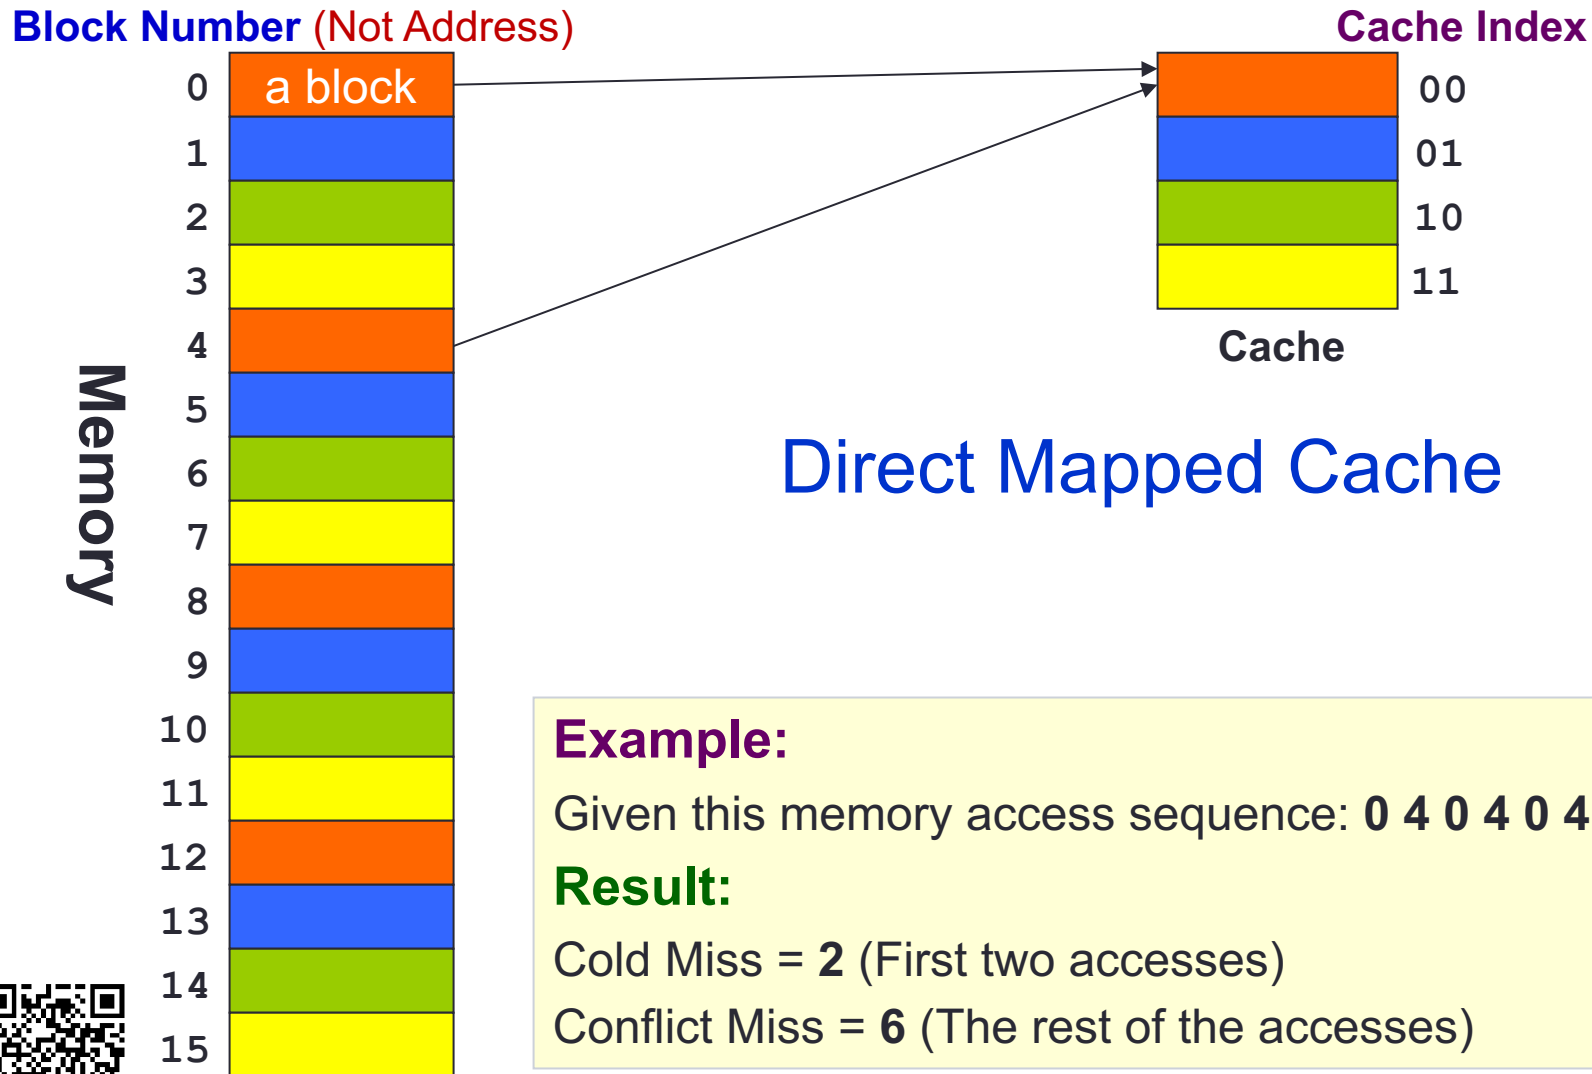 Block Number (Not Address)
Cache Index
0 a block 00
1 01
2 10
3 11
4 Cache
5
6
7
8
9
10
11
12
13
14
15
Memory
Direct Mapped Cache
Example:
Given this memory access sequence: 0 4 0 4 0 4
Result:
Cold Miss = 2 (First two accesses)
Conflict Miss = 6 (The rest of the accesses)